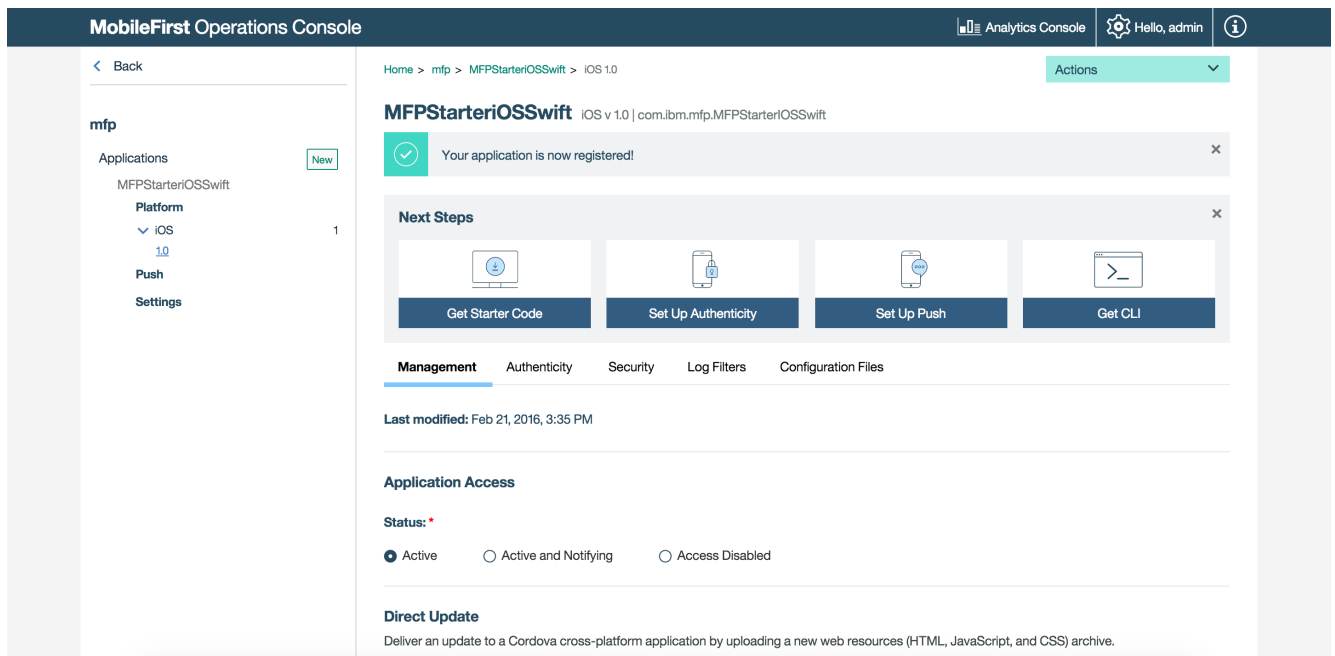 MobileFirst Operations Console
Analytics Console
Hello, admin
Back
mfp
Applications
New
MFPStarteriOSSwift
Platform
iOS 1
1.0
Push
Settings
Home > mfp > MFPStarteriOSSwift > iOS 1.0
Actions
MFPStarteriOSSwift iOS v 1.0 | com.ibm.mfp.MFPStarterIOSSwift
Your application is now registered!
Next Steps
Get Starter Code
Set Up Authenticity
Set Up Push
Get CLI
Management Authenticity Security Log Filters Configuration Files
Last modified: Feb 21, 2016, 3:35 PM
Application Access
Status: *
Active Active and Notifying Access Disabled
Direct Update
Deliver an update to a Cordova cross-platform application by uploading a new web resources (HTML, JavaScript, and CSS) archive.